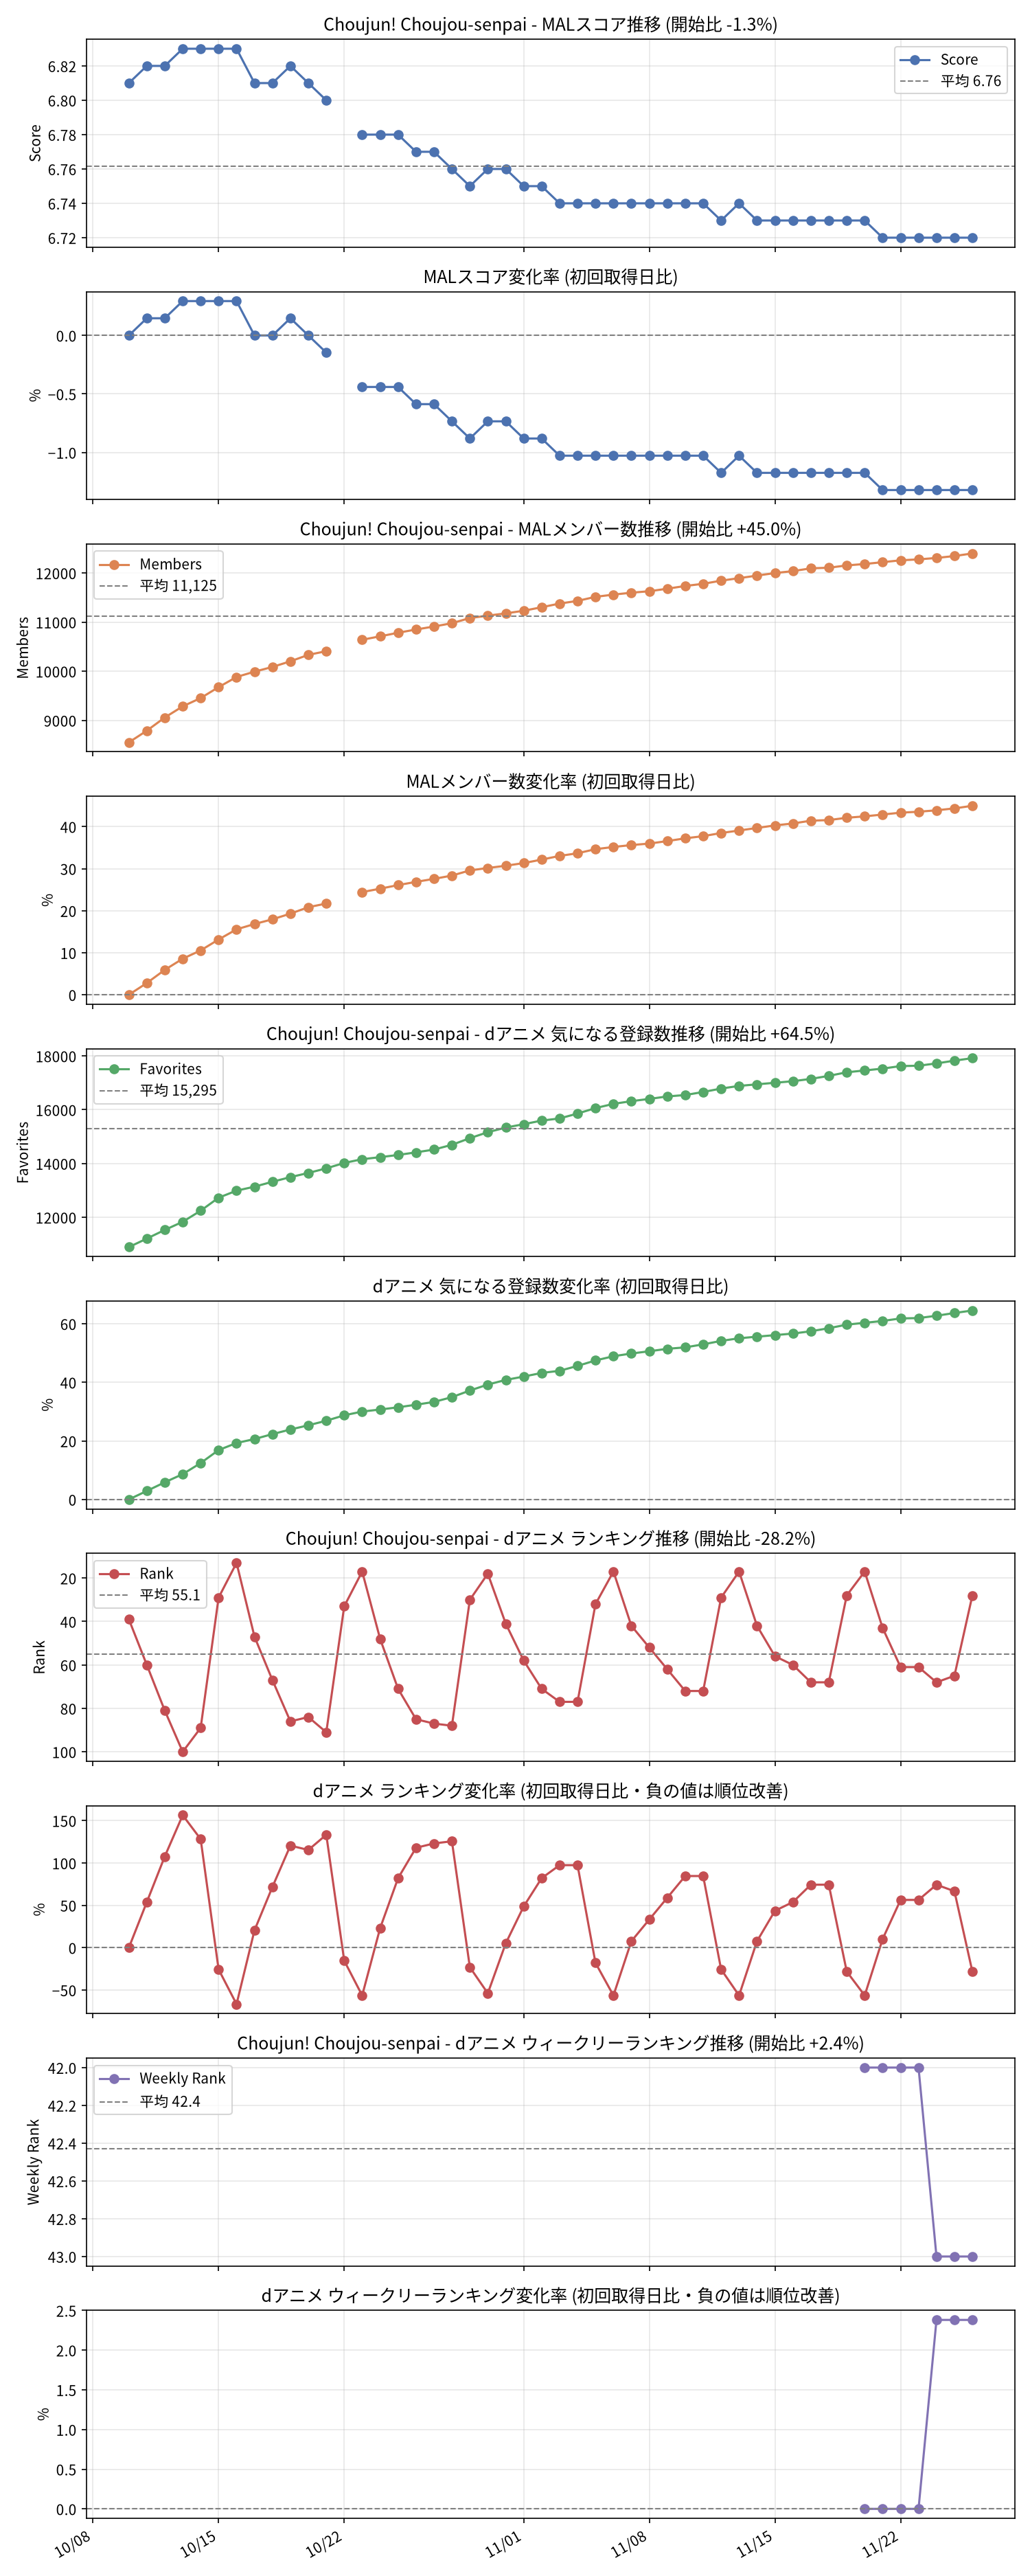 Choujun! Choujou-senpai - MALスコア推移 (開始比 -1.3%)
Score
6.82
6.80
6.78
6.76
6.74
6.72
Score
平均 6.76
MALスコア変化率 (初回取得日比)
%
0.0
−0.5
−1.0
Choujun! Choujou-senpai - MALメンバー数推移 (開始比 +45.0%)
Members
12000
11000
10000
9000
Members
平均 11,125
MALメンバー数変化率 (初回取得日比)
%
40
30
20
10
0
Choujun! Choujou-senpai - dアニメ 気になる登録数推移 (開始比 +64.5%)
Favorites
18000
16000
14000
12000
Favorites
平均 15,295
dアニメ 気になる登録数変化率 (初回取得日比)
%
60
40
20
0
Choujun! Choujou-senpai - dアニメ ランキング推移 (開始比 -28.2%)
Rank
20
40
60
80
100
Rank
平均 55.1
dアニメ ランキング変化率 (初回取得日比・負の値は順位改善)
%
150
100
50
0
−50
Choujun! Choujou-senpai - dアニメ ウィークリーランキング推移 (開始比 +2.4%)
Weekly Rank
42.0
42.2
42.4
42.6
42.8
43.0
Weekly Rank
平均 42.4
dアニメ ウィークリーランキング変化率 (初回取得日比・負の値は順位改善)
%
2.5
2.0
1.5
1.0
0.5
0.0
10/08
10/15
10/22
11/01
11/08
11/15
11/22